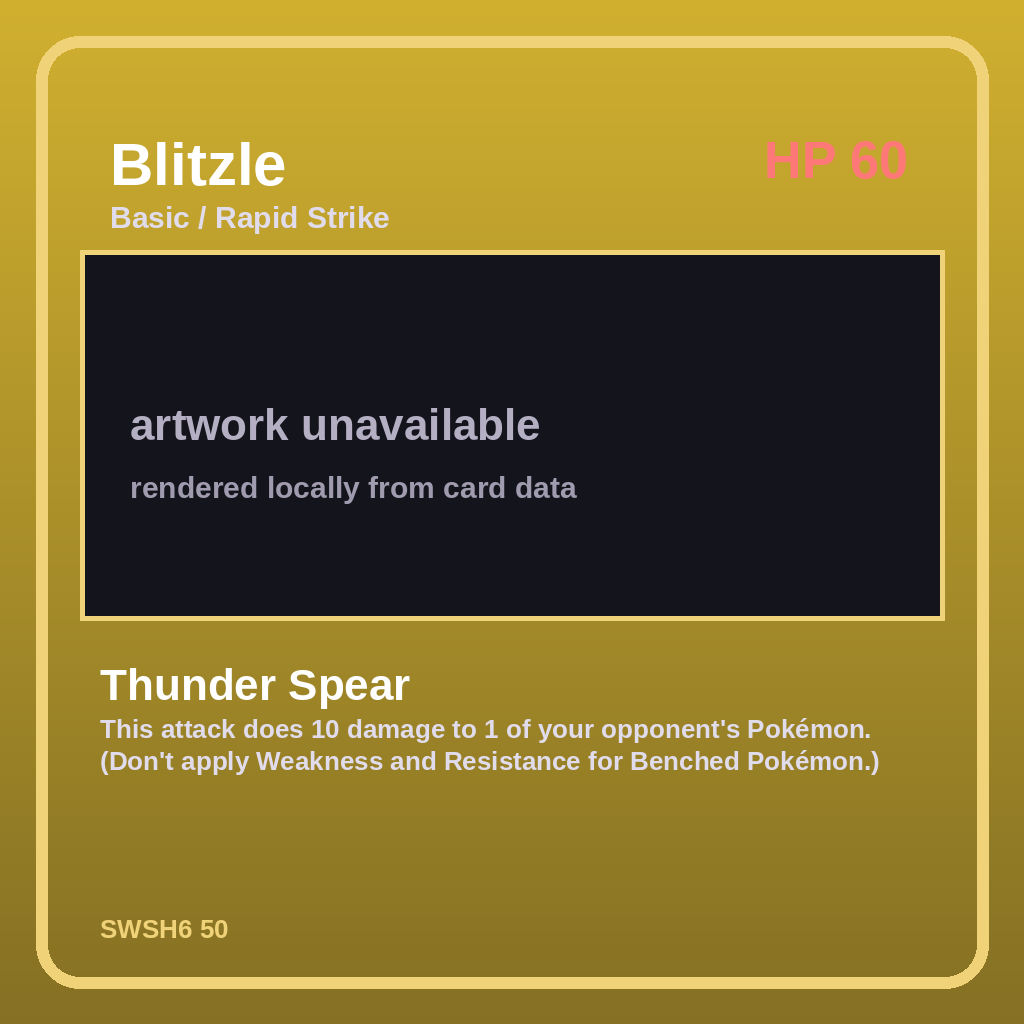 Blitzle
HP 60
Basic / Rapid Strike
artwork unavailable
rendered locally from card data
Thunder Spear
This attack does 10 damage to 1 of your opponent's Pokémon.
(Don't apply Weakness and Resistance for Benched Pokémon.)
SWSH6 50